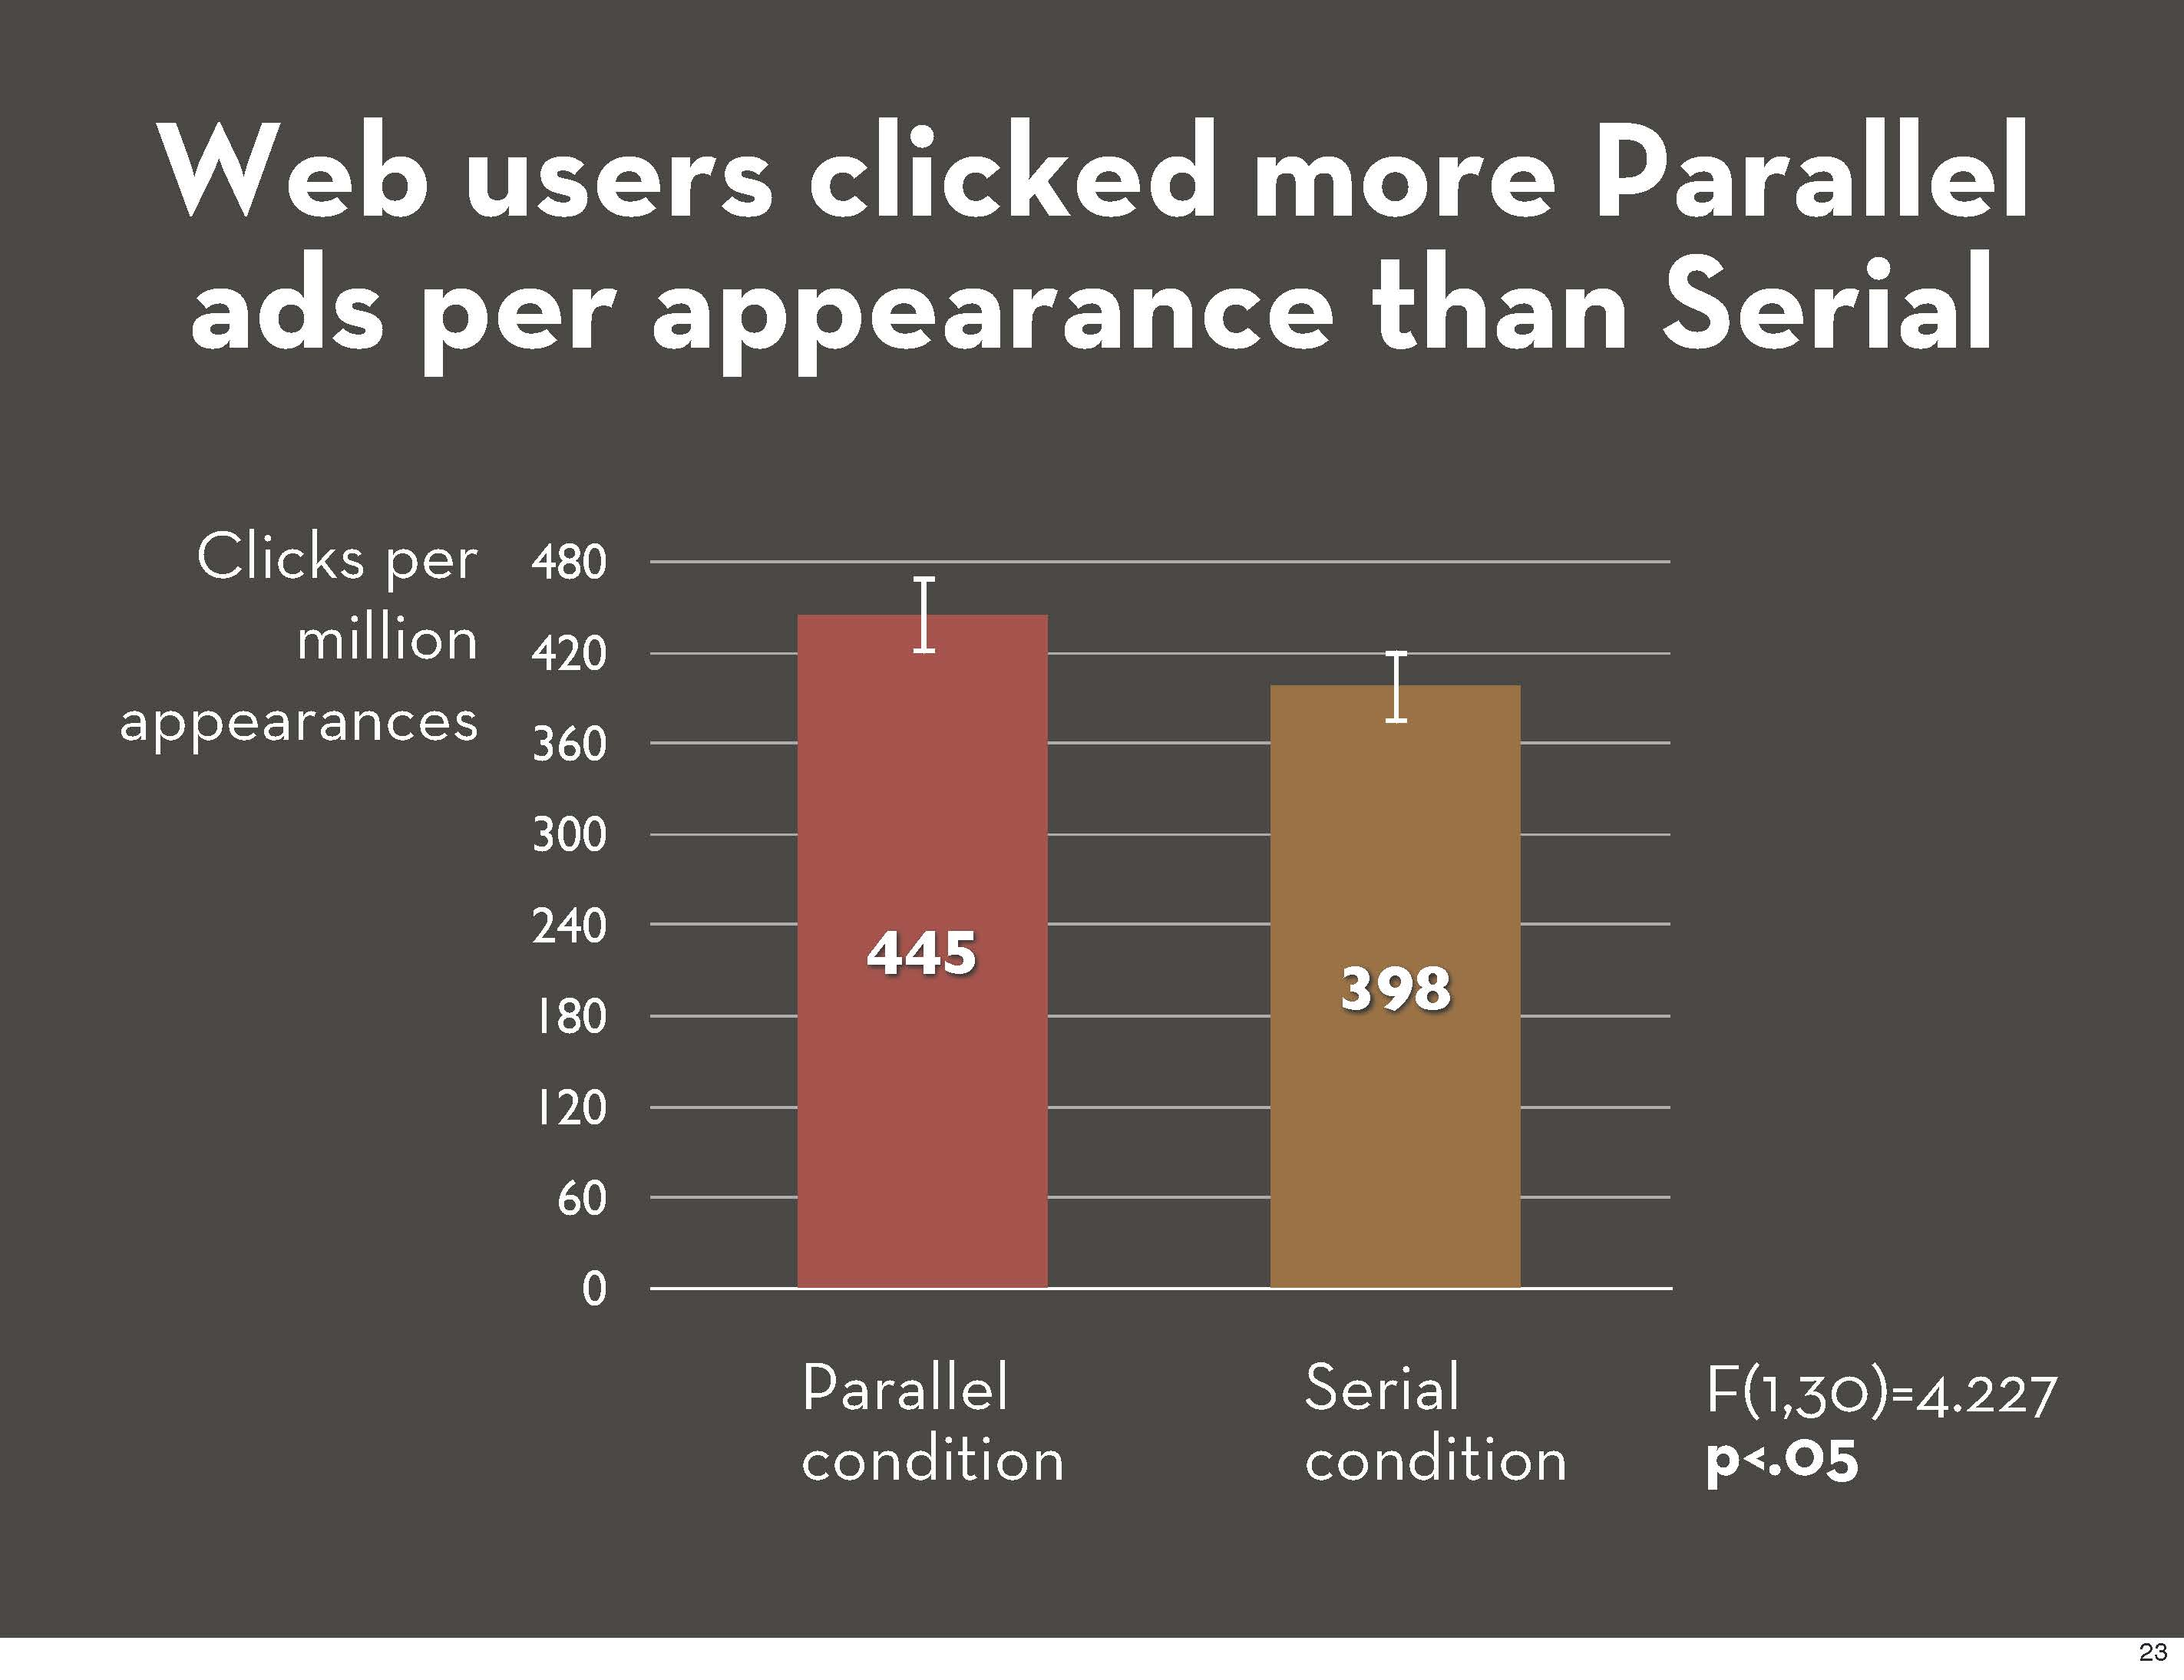 Web users clicked more Parallel
ads per appearance than Serial
Clicks per
million
appearances
480
420
360
300
240
180
120
60
0
445
398
Parallel
condition
Serial
condition
F(1,30)=4.227
p<.05
23